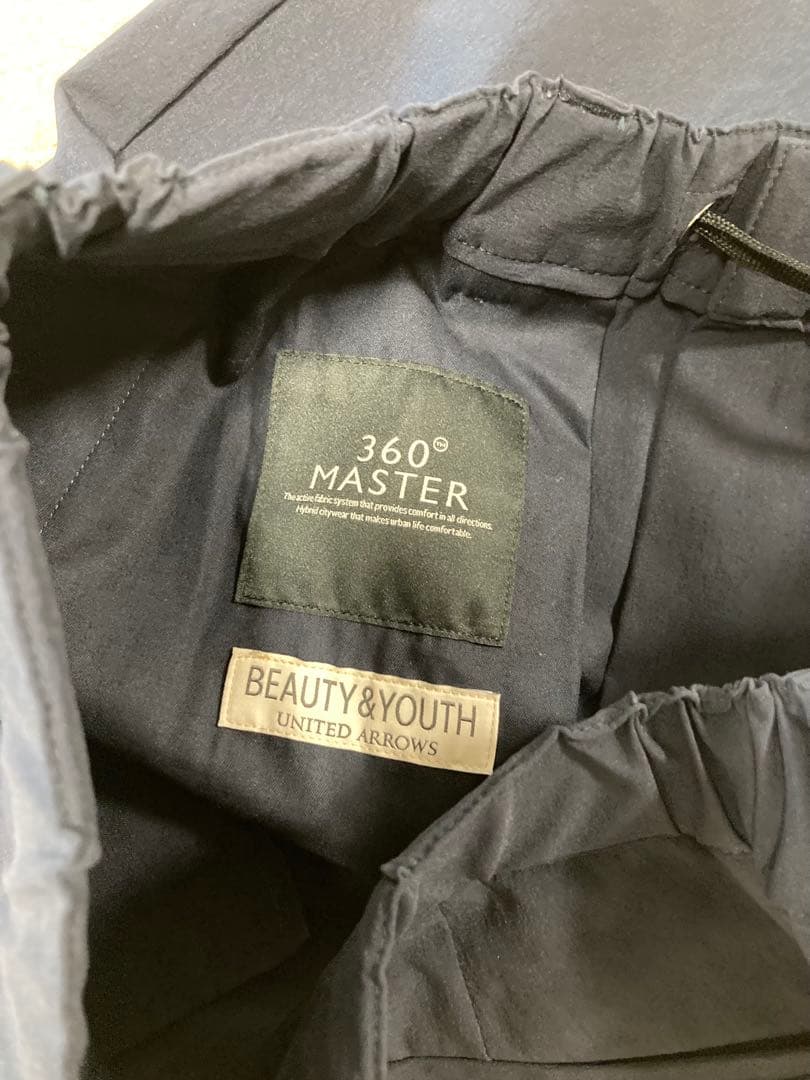 360°™
MASTER
The active fabric system that provides comfort in all directions.
Hybrid citywear that makes urban life comfortable.
BEAUTY&YOUTH
UNITED ARROWS